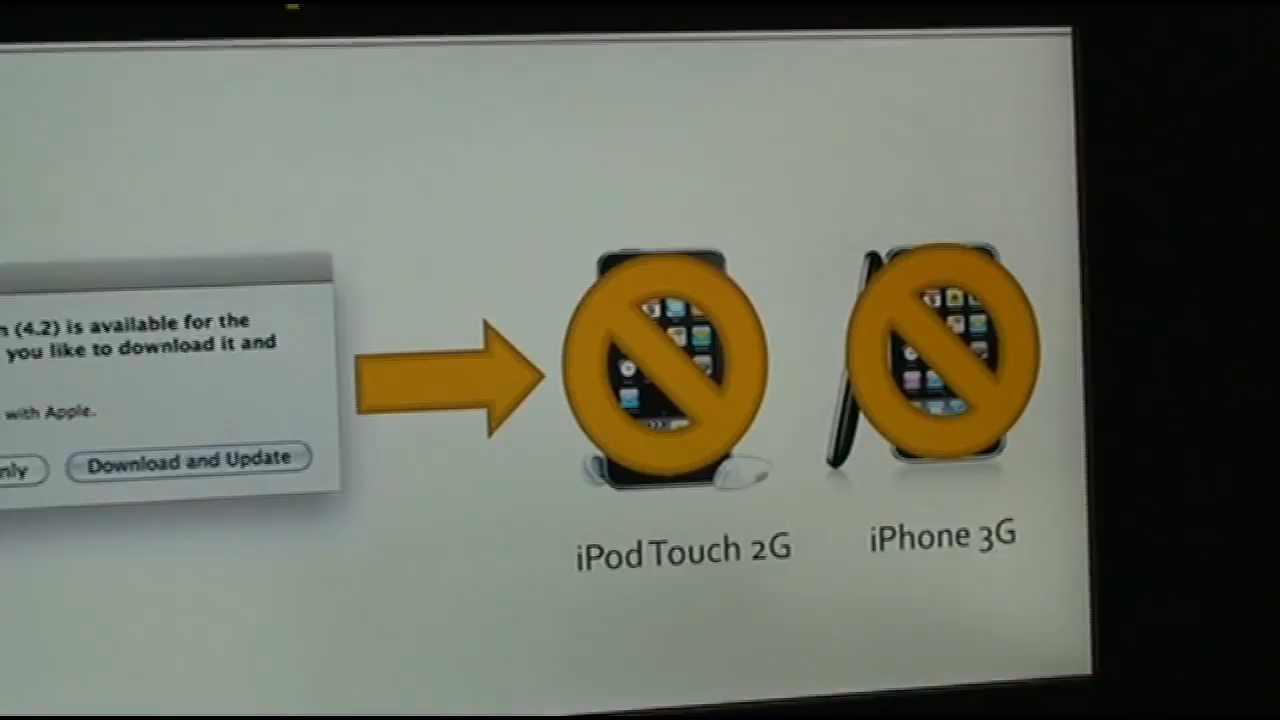 (4.2) is available for the
you like to download it and
with Apple.
Download and Update
iPod Touch 2G
iPhone 3G